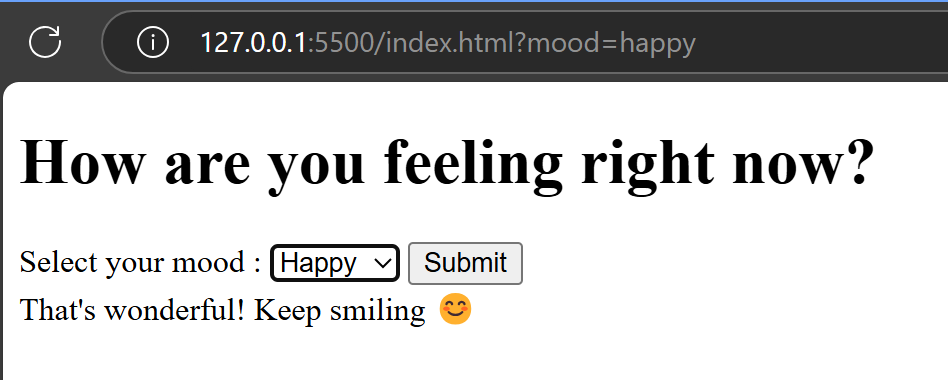 127.0.0.1:5500/index.html?mood=happy
How are you feeling right now?
Select your mood : Happy Submit
That's wonderful! Keep smiling 😊